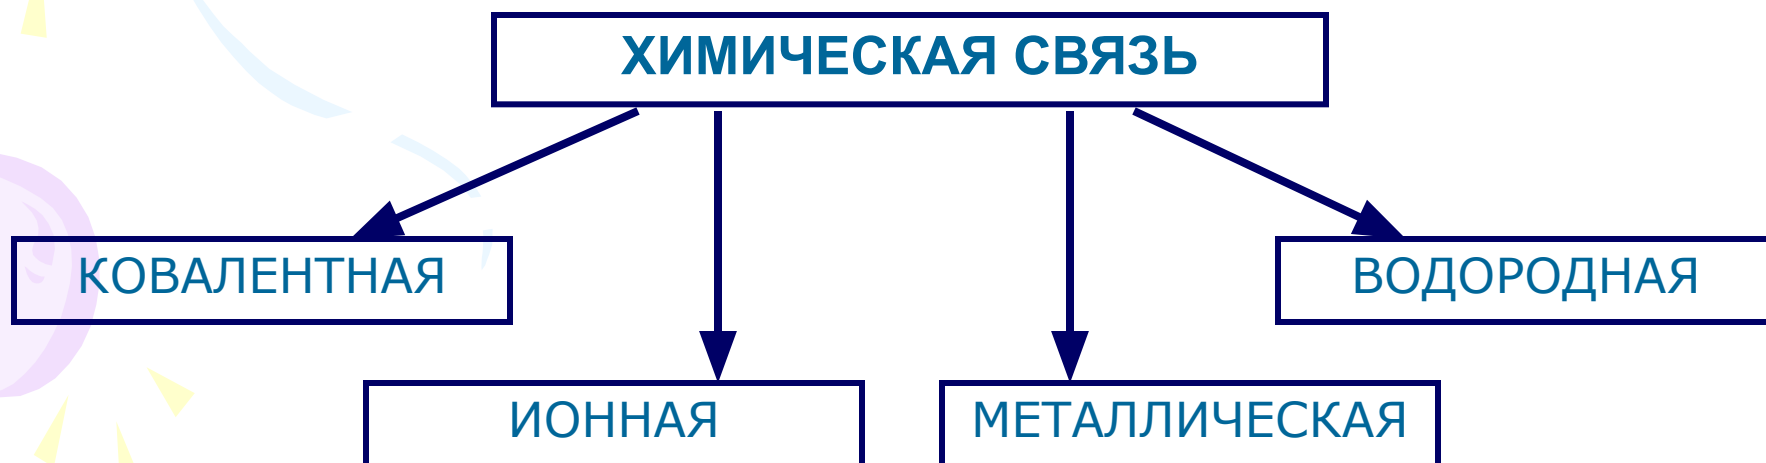 ХИМИЧЕСКАЯ СВЯЗЬ
КОВАЛЕНТНАЯ
ВОДОРОДНАЯ
ИОННАЯ
МЕТАЛЛИЧЕСКАЯ